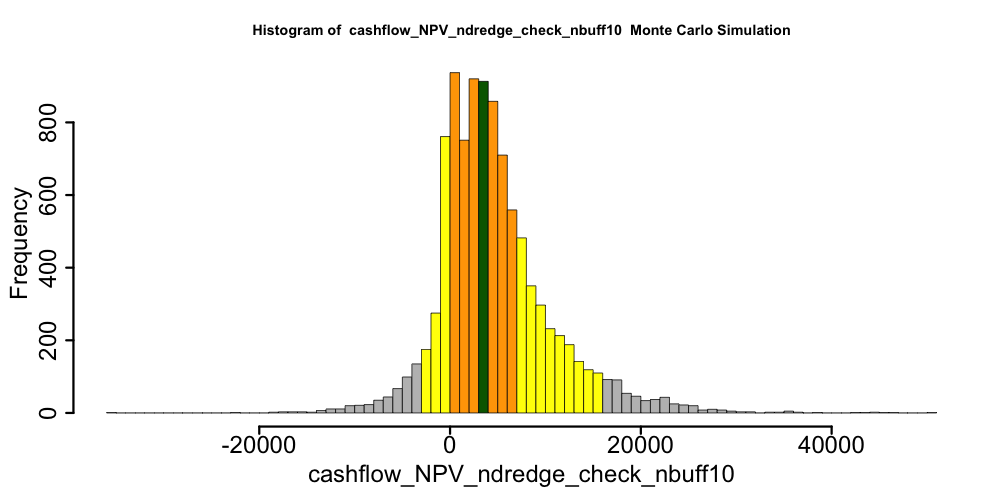 Histogram of  cashflow_NPV_ndredge_check_nbuff10  Monte Carlo Simulation
Frequency
800
600
400
200
0
-20000 0 20000 40000
cashflow_NPV_ndredge_check_nbuff10